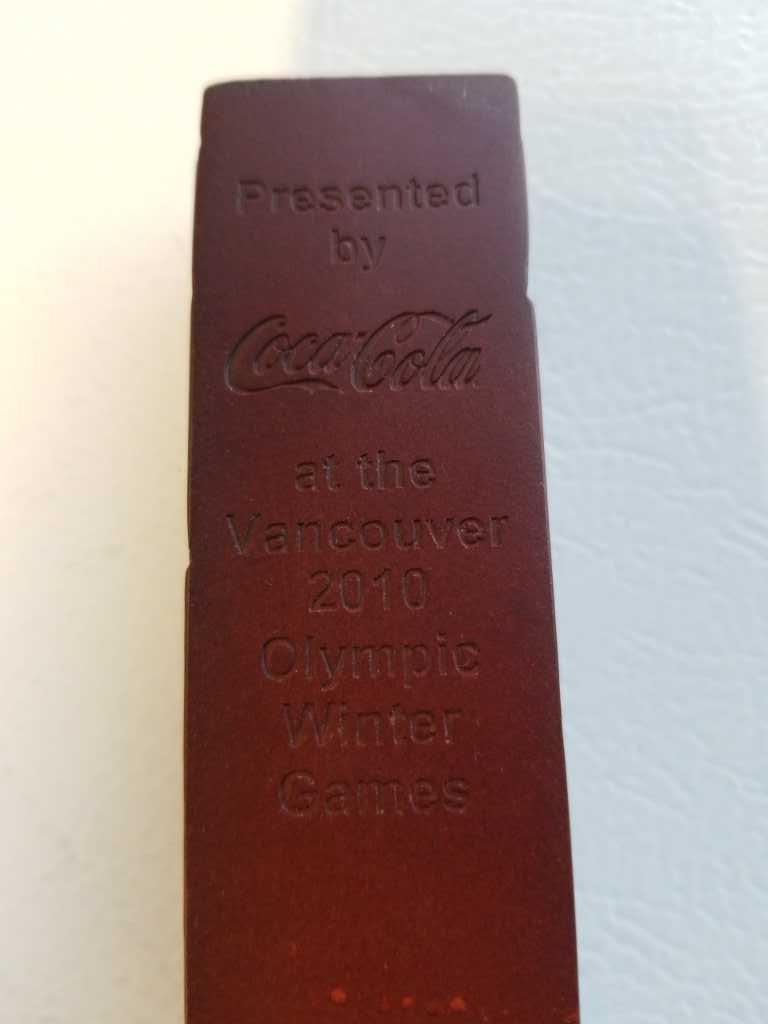 Presented
by
Coca-Cola
at the
Vancouver
2010
Olympic
Winter
Games